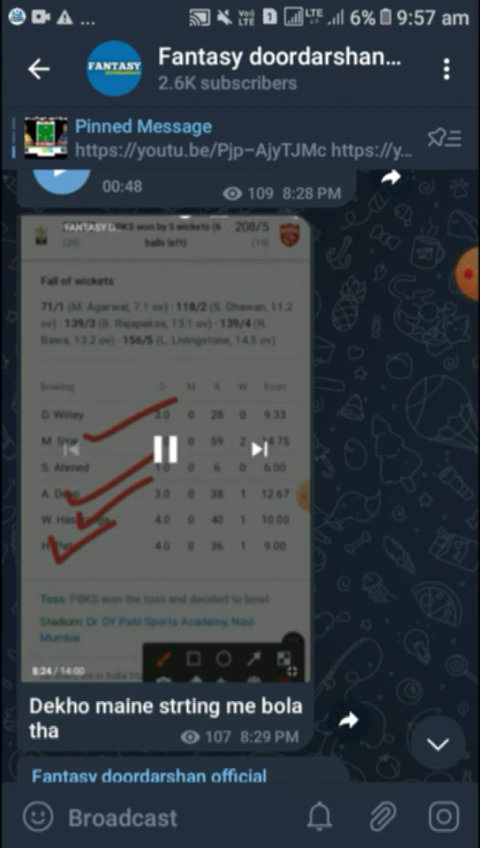 LTE 6% 9:57 am
FANTASY
Fantasy doordarshan...
2.6K subscribers
Pinned Message
https://youtu.be/Pjp-AjyTJMc https://y...
00:48
109 8:28 PM
FANTASY D... BKS won by 5 wickets (6 208/5
(20) balls left) (19)
Fall of wickets
71/1 (M. Agarwal, 7.1 ov) · 118/2 (S. Dhawan, 11.2
ov) · 139/3 (B. Rajapaksa, 13.1 ov) · 139/4 (R.
Bawa, 13.2 ov) · 156/5 (L. Livingstone, 14.5 ov)
Bowling O M R W Econ
D. Willey 3.0 0 28 0 9.33
M. 0 59 2 14.75
S. Ahmed 1.0 0 6 0 6.00
A. 3.0 0 38 1 12.67
W. 4.0 0 40 1 10.00
4.0 0 36 1 9.00
Toss: PBKS won the toss and decided to bowl
Stadium: Dr. DY Patil Sports Academy, Navi
Mumbai
8:24 / 14:00
Dekho maine strting me bola
tha
107 8:29 PM
Fantasy doordarshan official
Broadcast